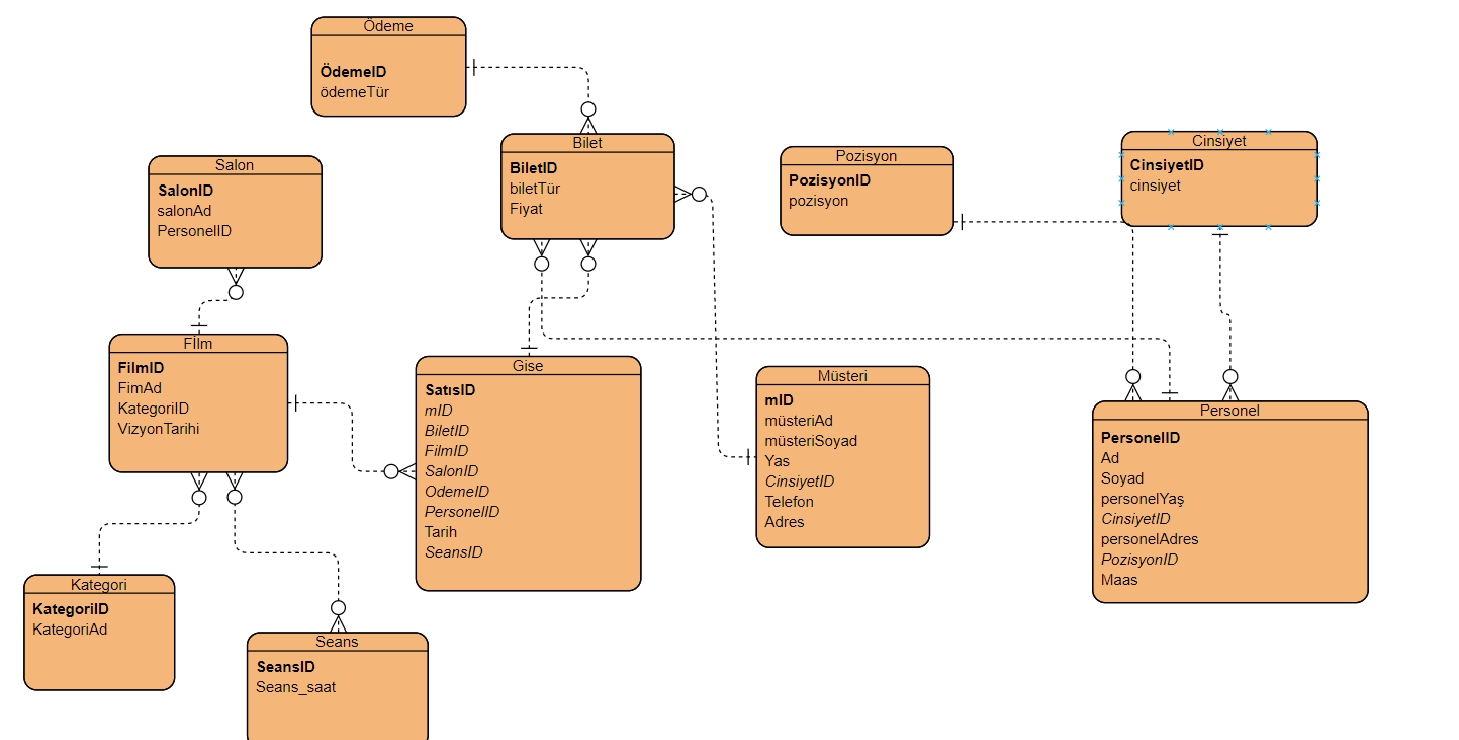 Ödeme
ÖdemeID
ödemeTür
Bilet
BiletID
biletTür
Fiyat
Pozisyon
PozisyonID
pozisyon
Cinsiyet
CinsiyetID
cinsiyet
Salon
SalonID
salonAd
PersonelID
Film
FilmID
FimAd
KategoriID
VizyonTarihi
Gise
SatısID
mID
BiletID
FilmID
SalonID
OdemeID
PersonelID
Tarih
SeansID
Müsteri
mID
müsteriAd
müsteriSoyad
Yas
CinsiyetID
Telefon
Adres
Personel
PersonelID
Ad
Soyad
personelYaş
CinsiyetID
personelAdres
PozisyonID
Maas
Kategori
KategoriID
KategoriAd
Seans
SeansID
Seans_saat